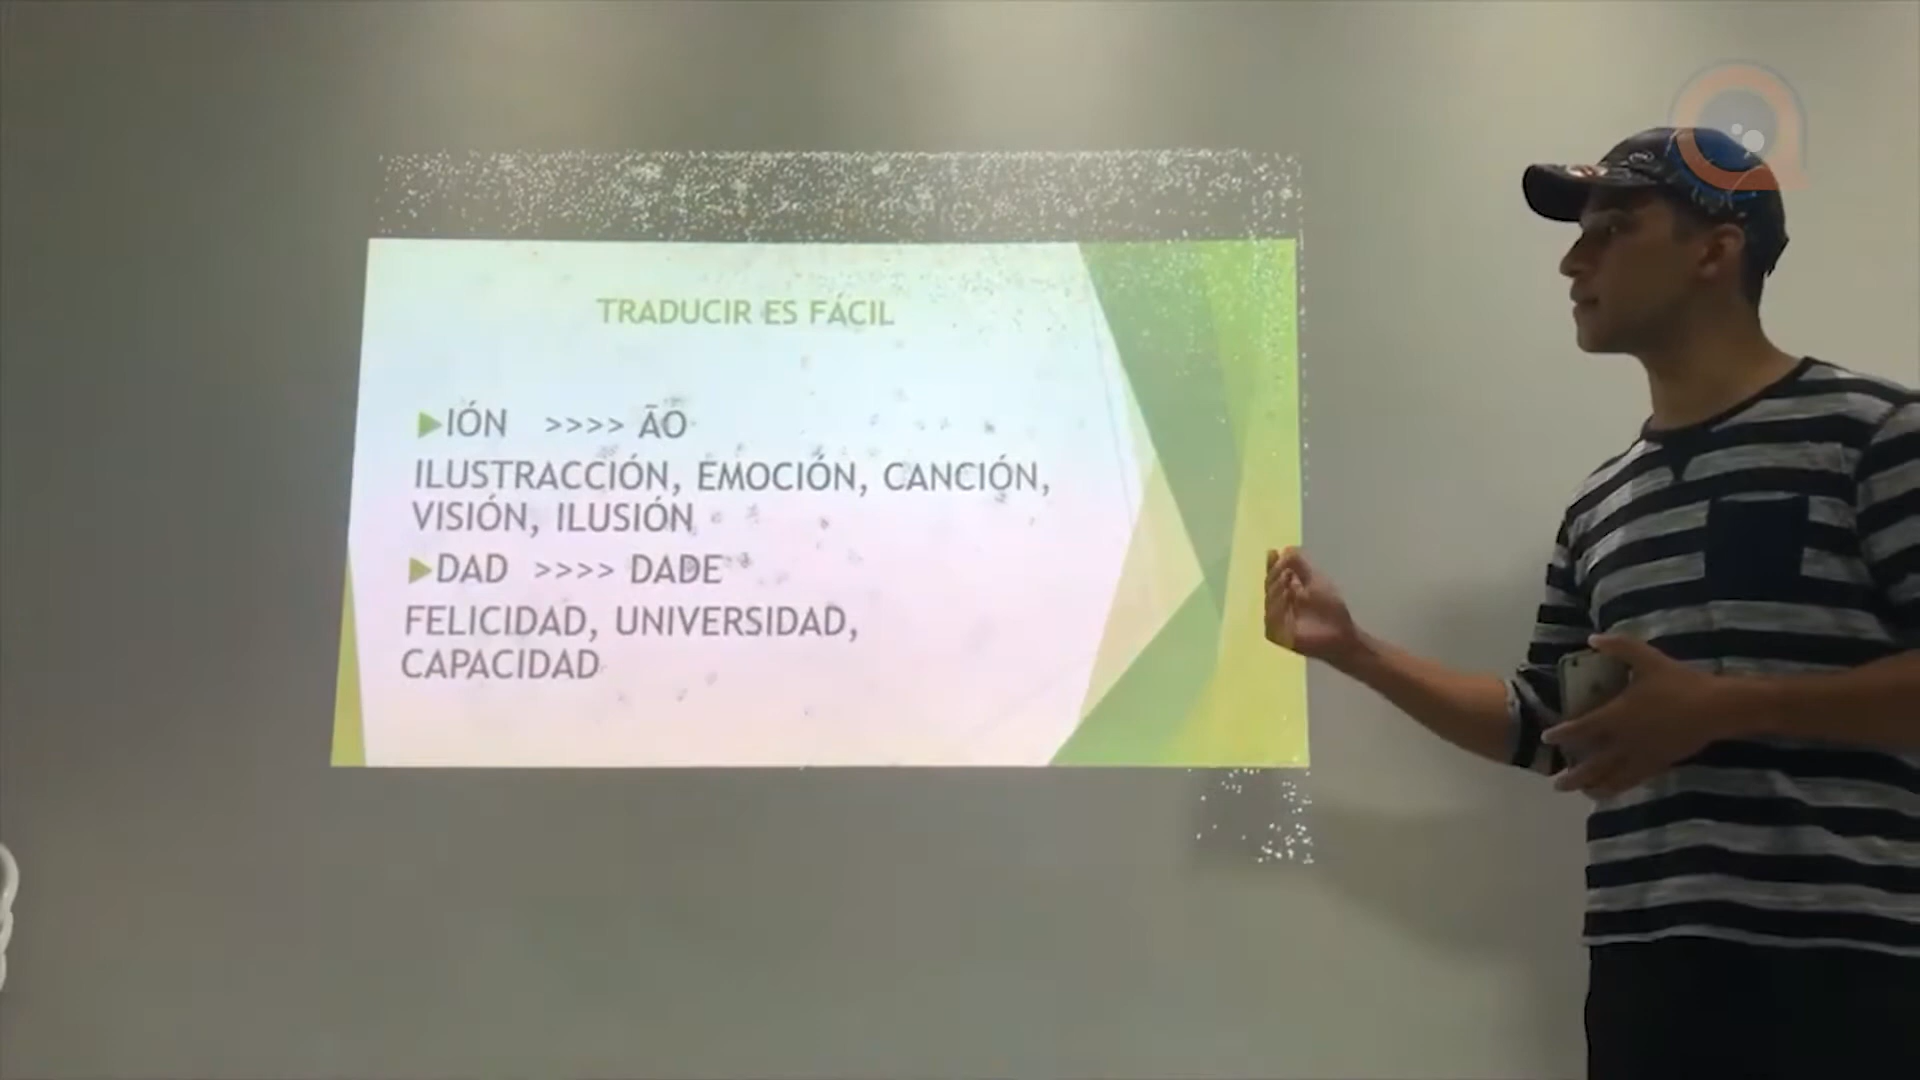 TRADUCIR ES FÁCIL
IÓN >>>> ÃO
ILUSTRACCIÓN, EMOCIÓN, CANCIÓN,
VISIÓN, ILUSIÓN
DAD >>>> DADE
FELICIDAD, UNIVERSIDAD,
CAPACIDAD